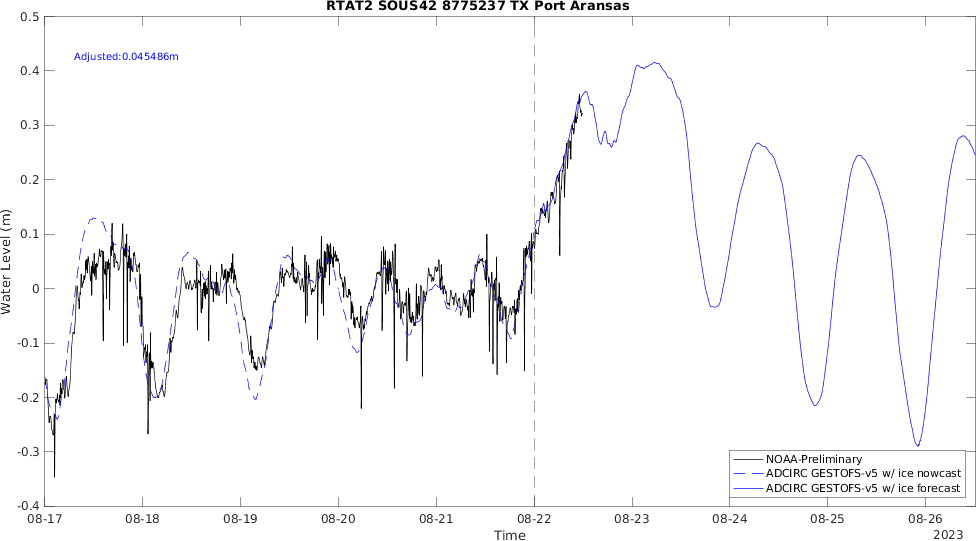 RTAT2 SOUS42 8775237 TX Port Aransas
Adjusted:0.045486m
Water Level (m)
0.5
0.4
0.3
0.2
0.1
0
-0.1
-0.2
-0.3
-0.4
NOAA-Preliminary
ADCIRC GESTOFS-v5 w/ ice nowcast
ADCIRC GESTOFS-v5 w/ ice forecast
08-17 08-18 08-19 08-20 08-21 08-22 08-23 08-24 08-25 08-26
Time
2023